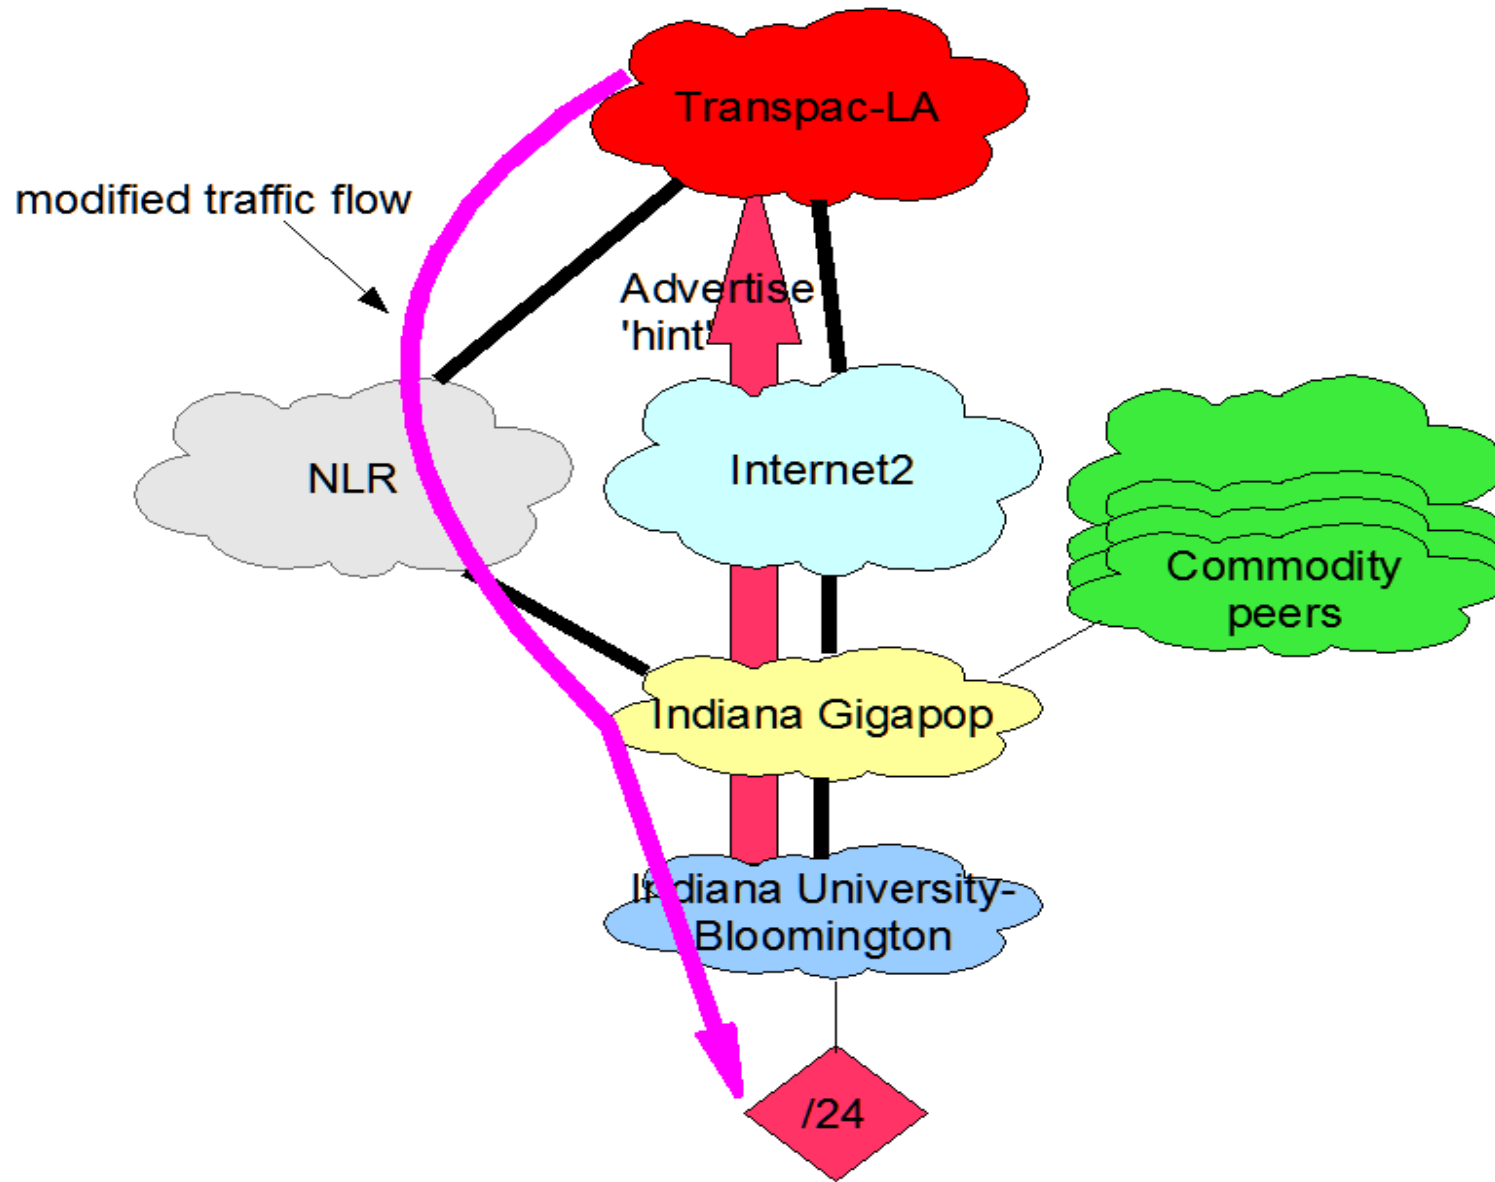 Transpac-LA
modified traffic flow
Advertise
'hint'
NLR
Internet2
Commodity
peers
Indiana Gigapop
Indiana University-
Bloomington
/24